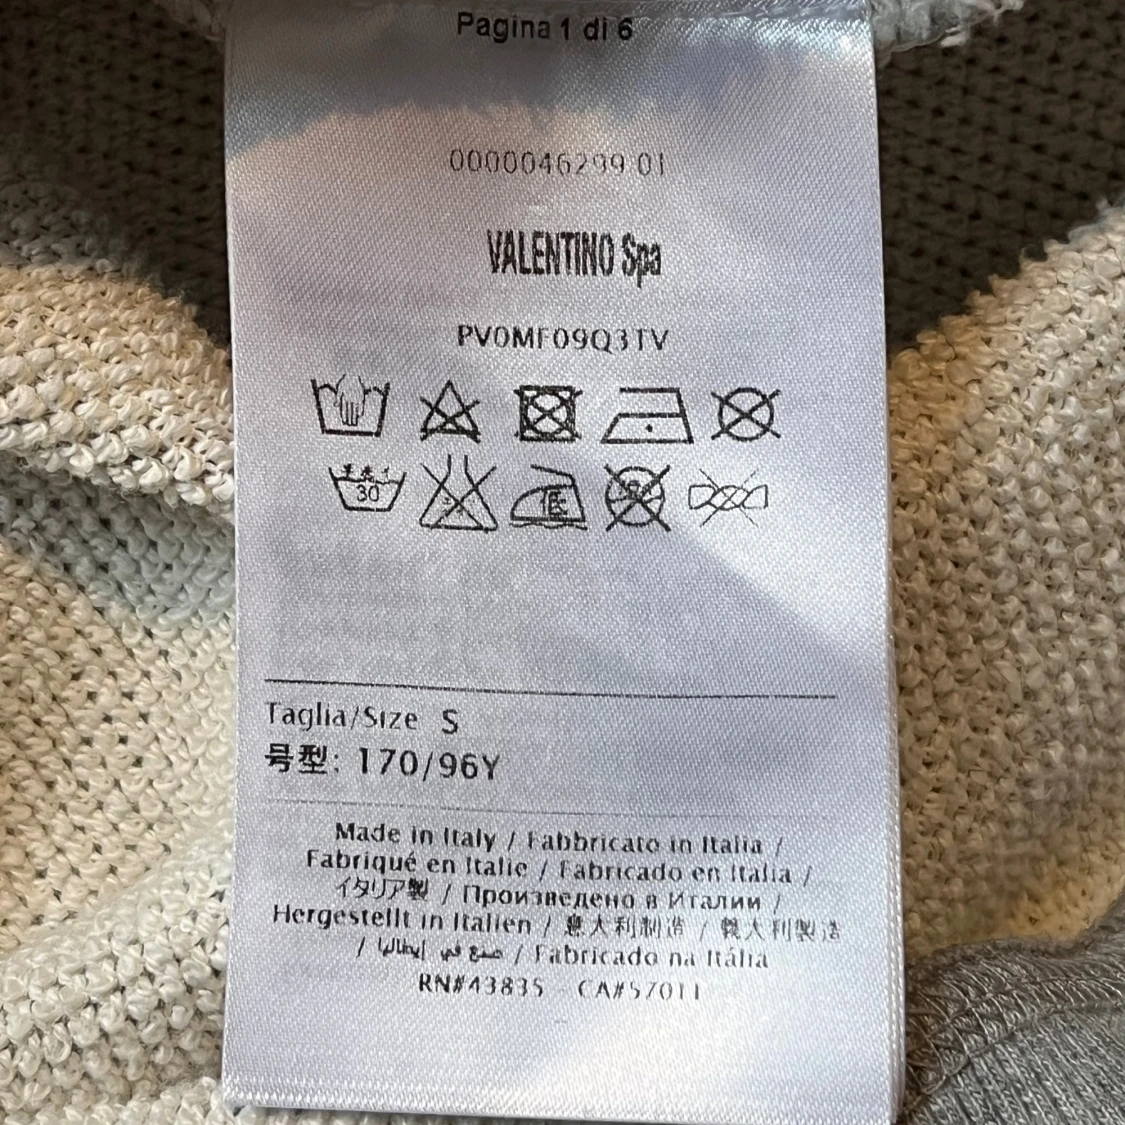 Pagina 1 di 6
0000046299 01
VALENTINO Spa
PV0MF09Q3TV
30
Taglia/Size S
号型: 170/96Y
Made in Italy / Fabbricato in Italia /
Fabriqué en Italie / Fabricado en Italia /
イタリア製 / Произведено в Италии /
Hergestellt in Italien / 意大利制造 / 義大利製造
/ صنع في إيطاليا / Fabricado na Itália
RN#43835 - CA#57011